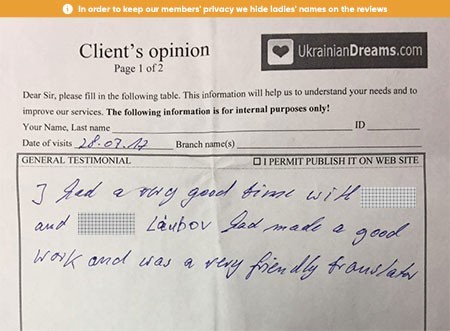 In order to keep our members' privacy we hide ladies' names on the reviews
Client's opinion
Page 1 of 2
UkrainianDreams.com
Dear Sir, please fill in the following table. This information will help us to understand your needs and to
improve our services. The following information is for internal purposes only!
Your Name, Last name ID
Date of visits 28.07.17 Branch name(s)
GENERAL TESTIMONIAL I PERMIT PUBLISH IT ON WEB SITE
I had a very good time with
and Laubov had made a good
work and was a very friendly translater